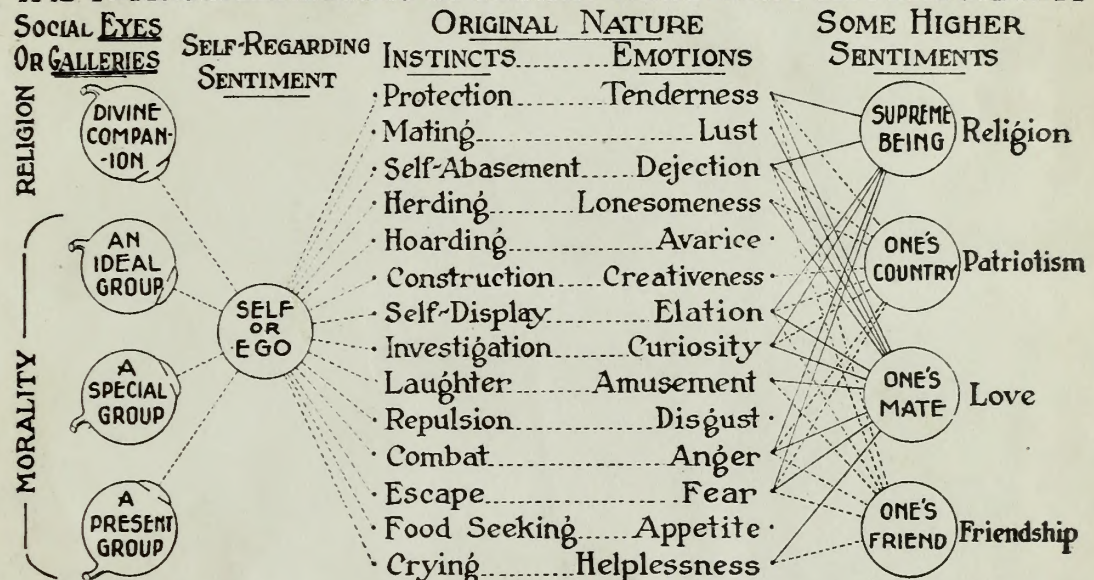 SOCIAL EYES
OR GALLERIES
SELF-REGARDING
SENTIMENT
ORIGINAL NATURE
INSTINCTS.........EMOTIONS
SOME HIGHER
SENTIMENTS
RELIGION
MORALITY
DIVINE
COMPAN-
-ION
AN
IDEAL
GROUP
A
SPECIAL
GROUP
A
PRESENT
GROUP
SELF
OR
EGO
Protection Tenderness
Mating Lust
Self-Abasement Dejection
Herding Lonesomeness
Hoarding Avarice
Construction Creativeness
Self-Display Elation
Investigation Curiosity
Laughter Amusement
Repulsion Disgust
Combat Anger
Escape Fear
Food Seeking Appetite
Crying Helplessness
SUPREME
BEING
Religion
ONE'S
COUNTRY
Patriotism
ONE'S
MATE
Love
ONE'S
FRIEND
Friendship